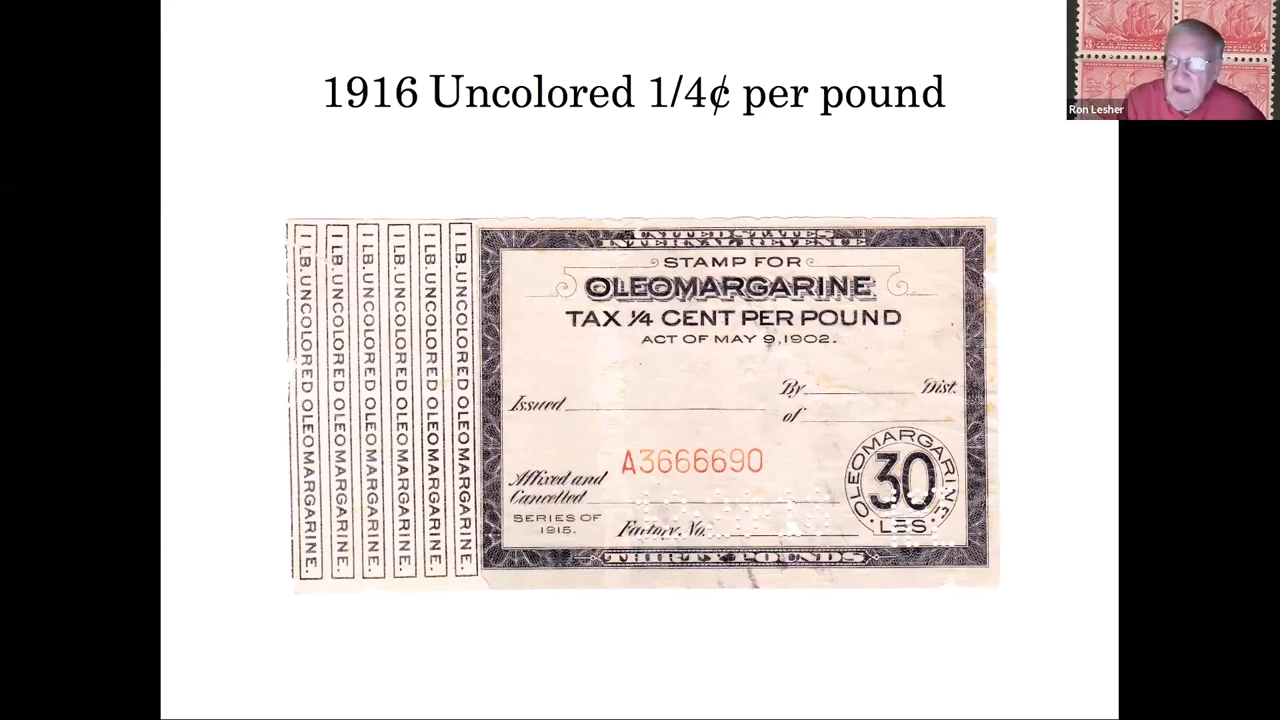 1916 Uncolored 1/4¢ per pound
Ron Lesher
1 LB. UNCOLORED OLEOMARGARINE.
1 LB. UNCOLORED OLEOMARGARINE.
1 LB. UNCOLORED OLEOMARGARINE.
1 LB. UNCOLORED OLEOMARGARINE.
1 LB. UNCOLORED OLEOMARGARINE.
1 LB. UNCOLORED OLEOMARGARINE.
UNITED STATES
INTERNAL REVENUE
STAMP FOR
OLEOMARGARINE
TAX 1/4 CENT PER POUND
ACT OF MAY 9, 1902.
By Dist.
Issued of
A3666690
Affixed and
Cancelled
SERIES OF
1915.
Factory No.
OLEOMARGARINE
30
LBS
THIRTY POUNDS